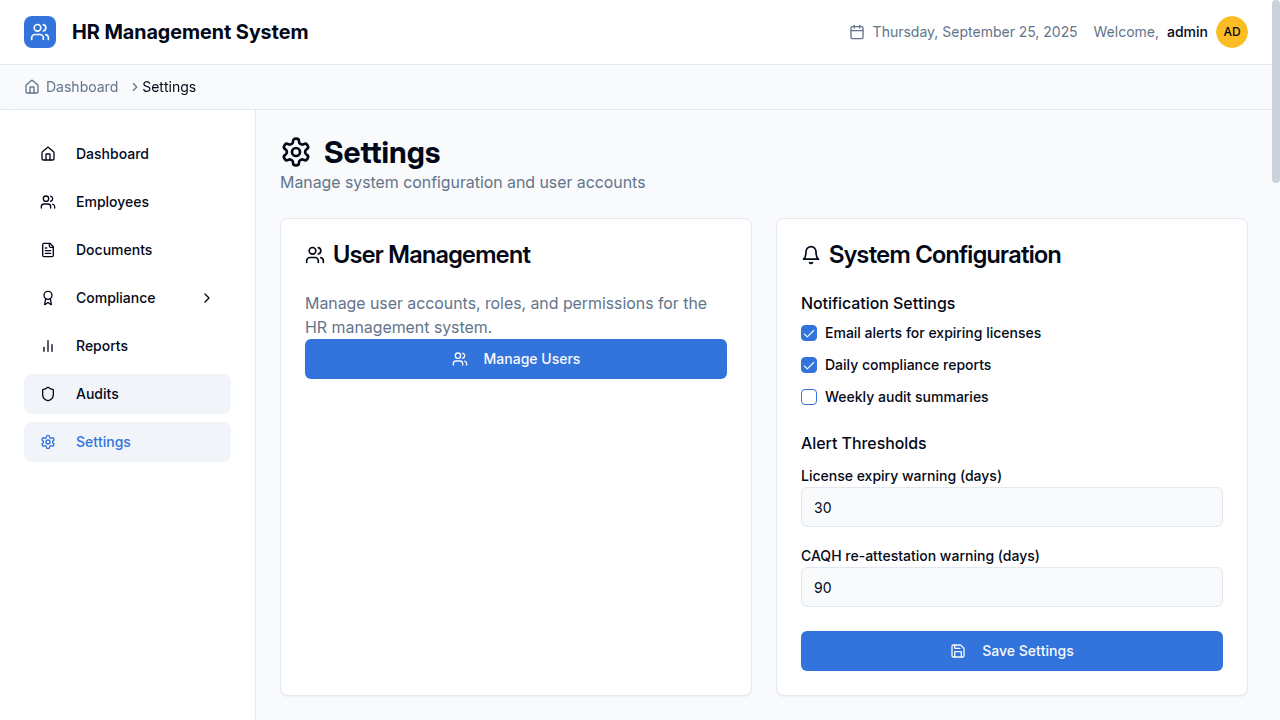 HR Management System
Thursday, September 25, 2025
Welcome, admin
AD
Dashboard
Settings
Dashboard
Employees
Documents
Compliance
Reports
Audits
Settings
Settings
Manage system configuration and user accounts
User Management
Manage user accounts, roles, and permissions for the
HR management system.
Manage Users
System Configuration
Notification Settings
Email alerts for expiring licenses
Daily compliance reports
Weekly audit summaries
Alert Thresholds
License expiry warning (days)
30
CAQH re-attestation warning (days)
90
Save Settings